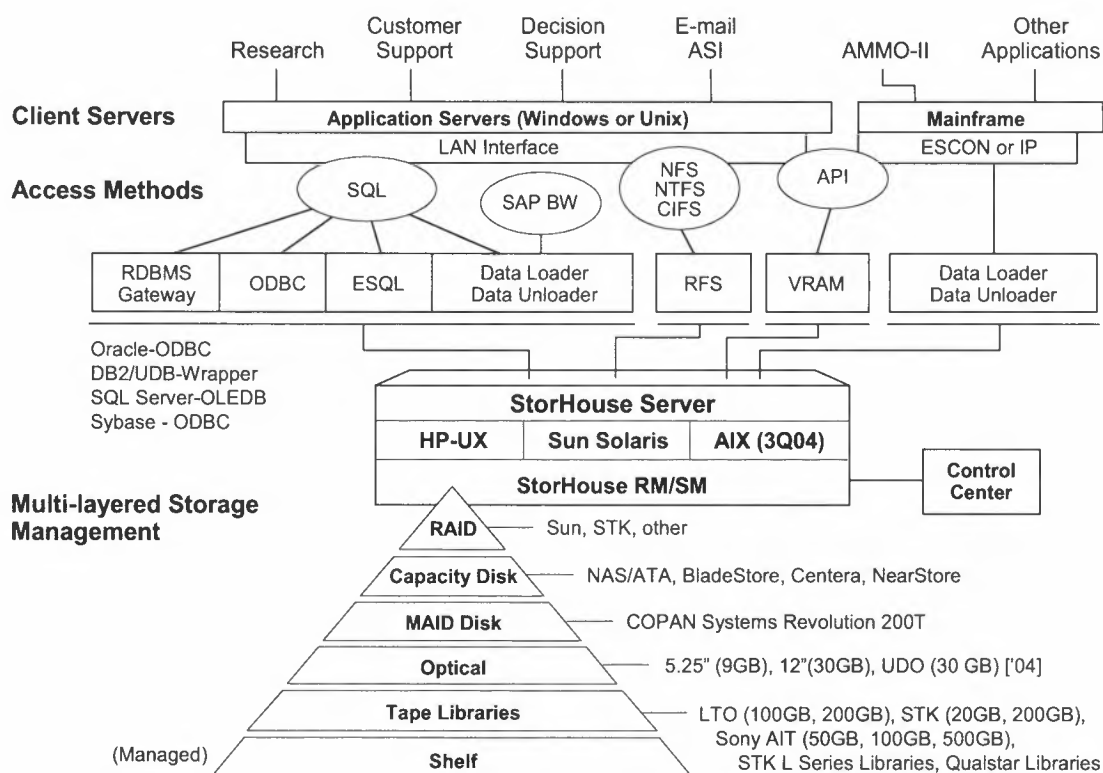 Research
Customer
Support
Decision
Support
E-mail
ASI
AMMO-II
Other
Applications
Client Servers
Application Servers (Windows or Unix)
Mainframe
LAN Interface
ESCON or IP
Access Methods
SQL
SAP BW
NFS
NTFS
CIFS
API
RDBMS
Gateway
ODBC
ESQL
Data Loader
Data Unloader
RFS
VRAM
Data Loader
Data Unloader
Oracle-ODBC
DB2/UDB-Wrapper
SQL Server-OLEDB
Sybase - ODBC
StorHouse Server
HP-UX
Sun Solaris
AIX (3Q04)
StorHouse RM/SM
Control
Center
Multi-layered Storage
Management
RAID
Sun, STK, other
Capacity Disk
NAS/ATA, BladeStore, Centera, NearStore
MAID Disk
COPAN Systems Revolution 200T
Optical
5.25" (9GB), 12"(30GB), UDO (30 GB) ['04]
Tape Libraries
LTO (100GB, 200GB), STK (20GB, 200GB),
Sony AIT (50GB, 100GB, 500GB),
STK L Series Libraries, Qualstar Libraries
(Managed)
Shelf